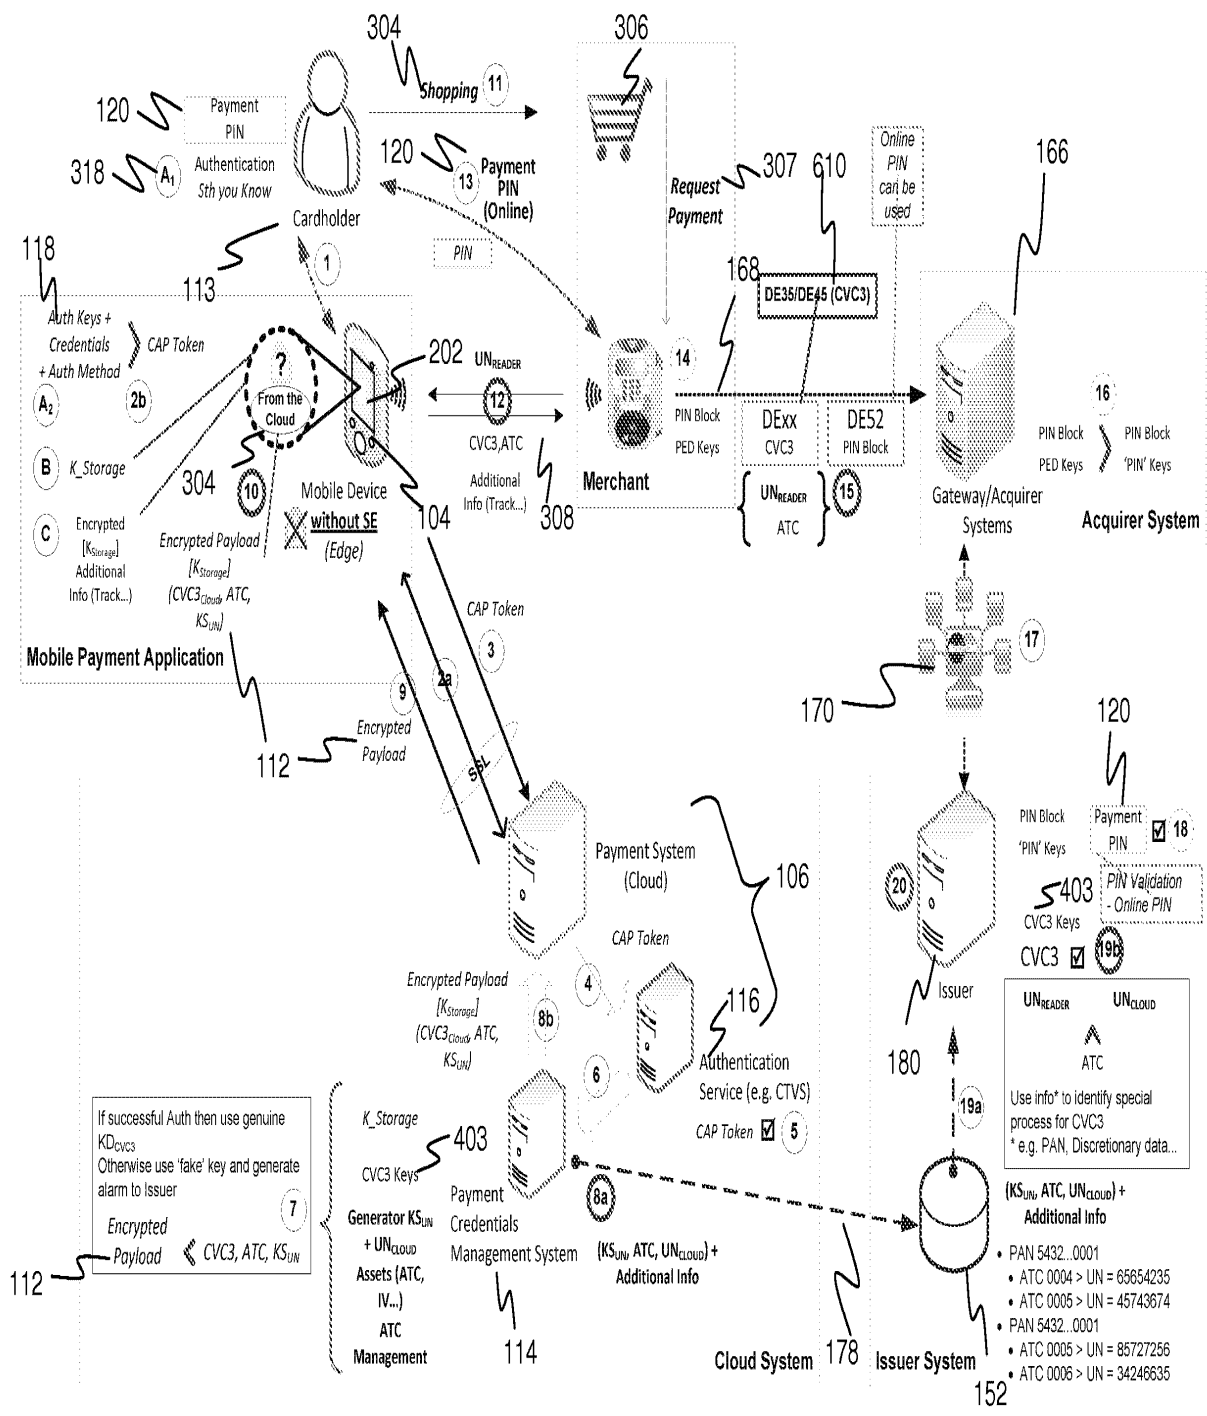 304
306
Shopping 11
120
Payment
PIN
318
A1
Authentication
Sth you Know
Cardholder
120
13
Payment
PIN
(Online)
PIN
Request
Payment
307
610
Online
PIN
can be
used
166
118
113
1
168
DE35/DE45 (CVC3)
Auth Keys +
Credentials
+ Auth Method
CAP Token
A2
2b
?
From the
Cloud
202
UNREADER
12
CVC3,ATC
Additional
Info (Track...)
308
14
PIN Block
PED Keys
Merchant
DExx
CVC3
DE52
PIN Block
UNREADER
ATC
15
16
PIN Block
PED Keys
PIN Block
'PIN' Keys
Gateway/Acquirer
Systems
Acquirer System
B
K_Storage
304
10
Mobile Device
without SE
(Edge)
104
C
Encrypted
[KStorage]
Additional
Info (Track...)
Encrypted Payload
[KStorage]
(CVC3Cloud, ATC,
KSUN)
Mobile Payment Application
CAP Token
3
2a
9
SSL
Encrypted
Payload
112
17
170
120
Payment System
(Cloud)
106
CAP Token
4
Encrypted Payload
[KStorage]
(CVC3Cloud, ATC,
KSUN)
8b
6
116
Authentication
Service (e.g. CTVS)
CAP Token
5
20
PIN Block
'PIN' Keys
Payment
PIN
18
PIN Validation
- Online PIN
403
CVC3 Keys
CVC3
19b
Issuer
180
UNREADER
UNCLOUD
ATC
Use info* to identify special
process for CVC3
* e.g. PAN, Discretionary data...
19a
If successful Auth then use genuine
KDCVC3
Otherwise use 'fake' key and generate
alarm to Issuer
7
Encrypted
Payload
CVC3, ATC, KSUN
112
K_Storage
403
CVC3 Keys
Generator KSUN
+ UNCLOUD
Assets (ATC,
IV...)
ATC
Management
Payment
Credentials
Management System
8a
(KSUN, ATC, UNCLOUD) +
Additional Info
114
Cloud System
178
Issuer System
152
(KSUN, ATC, UNCLOUD) +
Additional Info
• PAN 5432...0001
• ATC 0004 > UN = 65654235
• ATC 0005 > UN = 45743674
• PAN 5432...0001
• ATC 0005 > UN = 85727256
• ATC 0006 > UN = 34246635